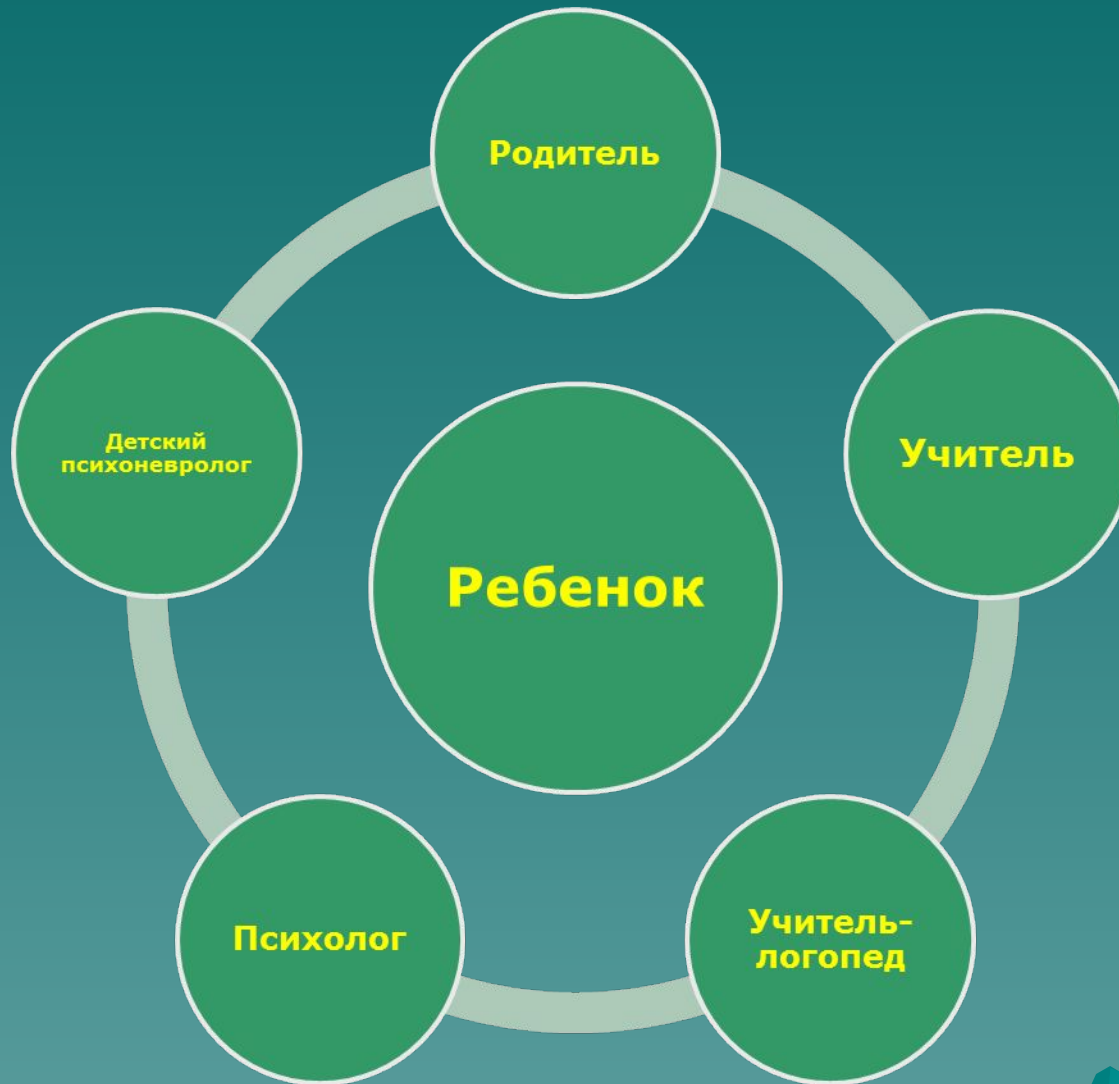 Родитель
Детский
психоневролог
Учитель
Ребенок
Психолог
Учитель-
логопед